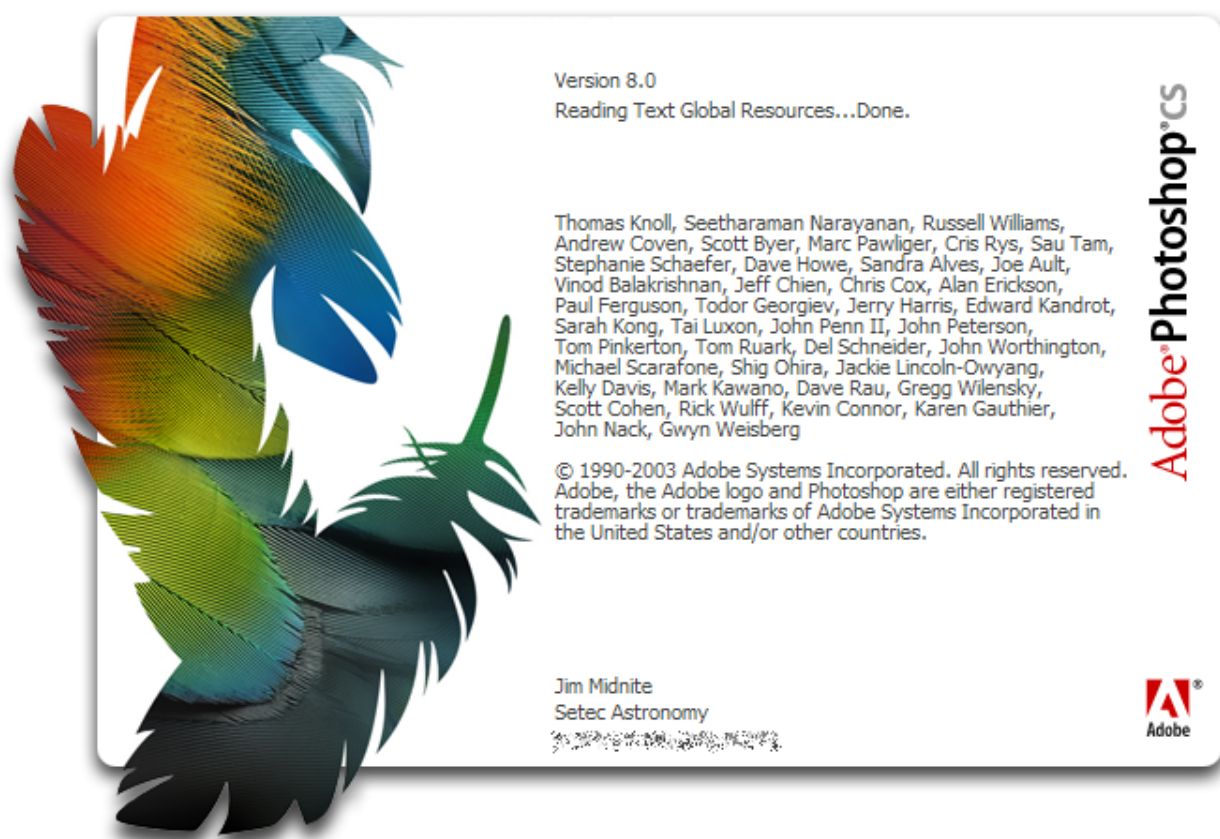 Version 8.0
Reading Text Global Resources...Done.
Thomas Knoll, Seetharaman Narayanan, Russell Williams,
Andrew Coven, Scott Byer, Marc Pawliger, Cris Rys, Sau Tam,
Stephanie Schaefer, Dave Howe, Sandra Alves, Joe Ault,
Vinod Balakrishnan, Jeff Chien, Chris Cox, Alan Erickson,
Paul Ferguson, Todor Georgiev, Jerry Harris, Edward Kandrot,
Sarah Kong, Tai Luxon, John Penn II, John Peterson,
Tom Pinkerton, Tom Ruark, Del Schneider, John Worthington,
Michael Scarafone, Shig Ohira, Jackie Lincoln-Owyang,
Kelly Davis, Mark Kawano, Dave Rau, Gregg Wilensky,
Scott Cohen, Rick Wulff, Kevin Connor, Karen Gauthier,
John Nack, Gwyn Weisberg
© 1990-2003 Adobe Systems Incorporated. All rights reserved.
Adobe, the Adobe logo and Photoshop are either registered
trademarks or trademarks of Adobe Systems Incorporated in
the United States and/or other countries.
Jim Midnite
Setec Astronomy
Adobe® Photoshop® CS
Adobe®